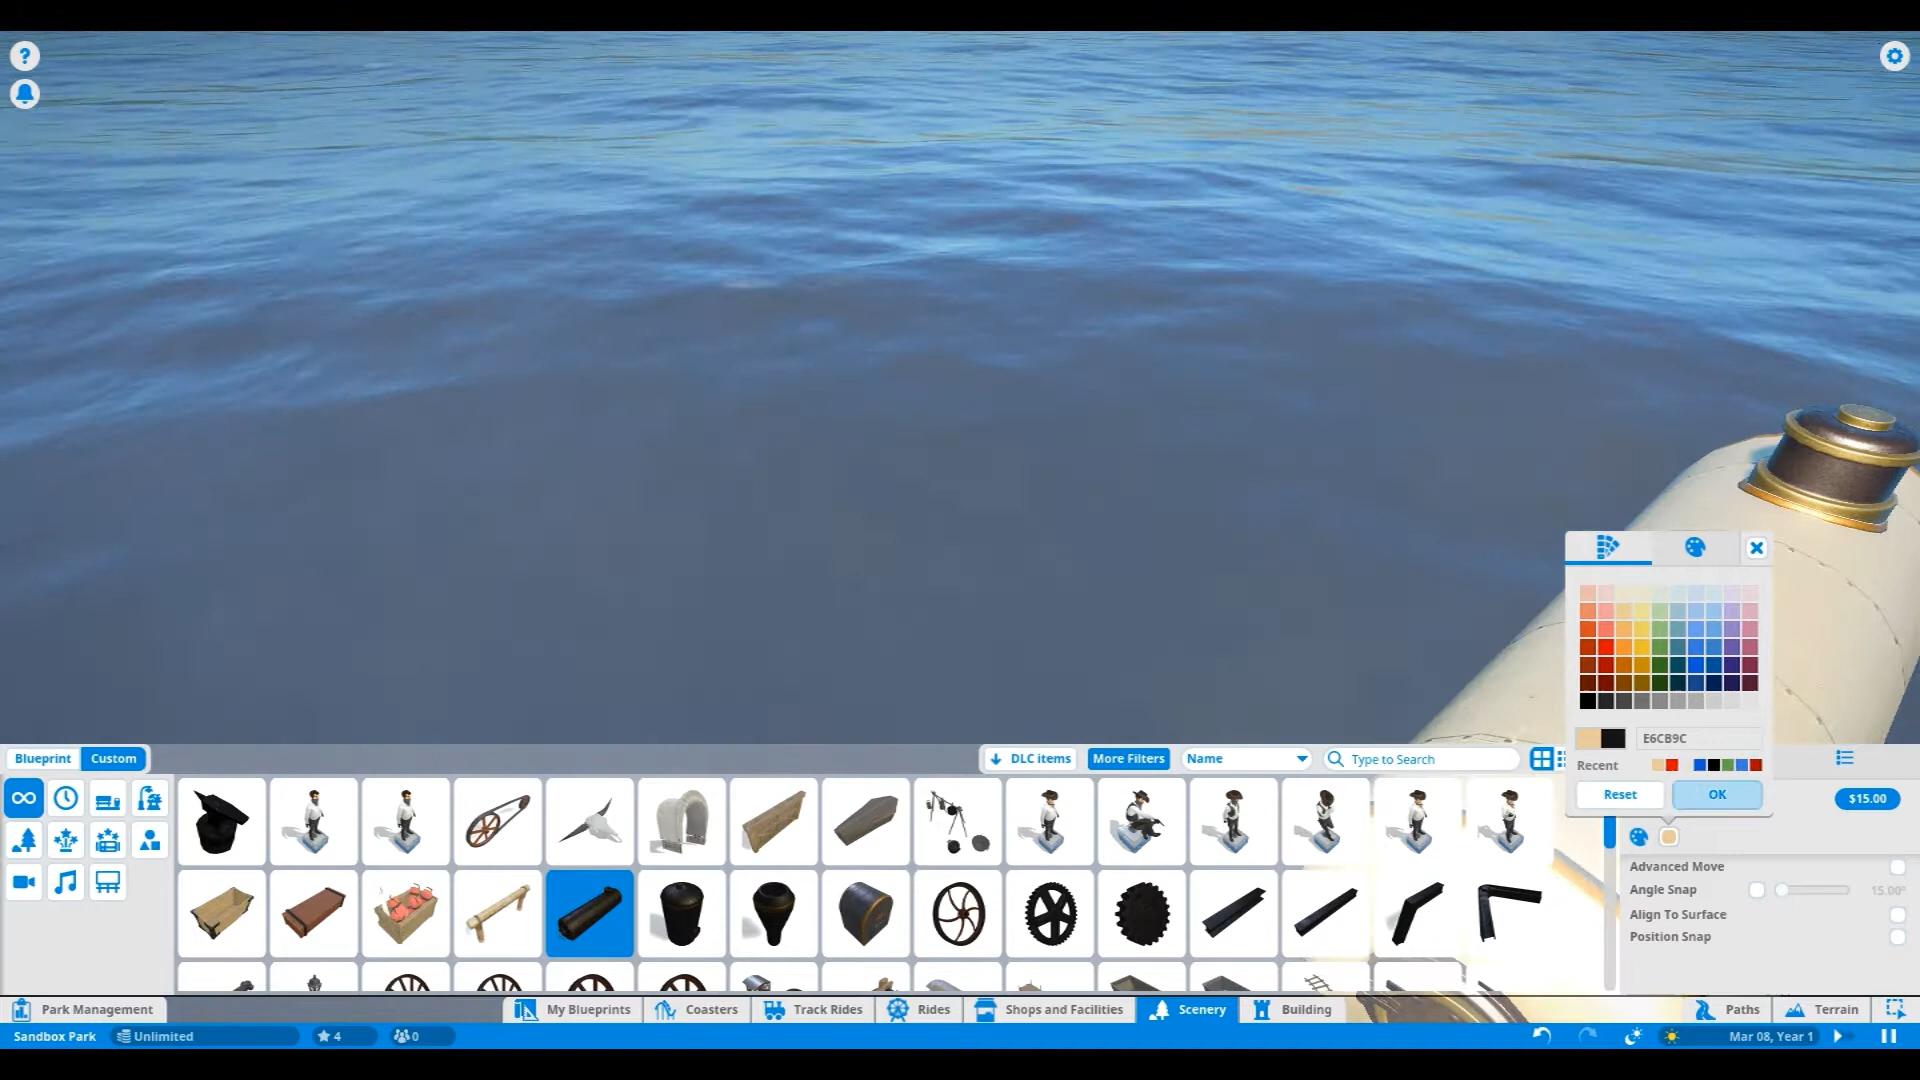 ?
Blueprint
Custom
DLC items
More Filters
Name
Type to Search
E6CB9C
Recent
Reset
OK
$15.00
Advanced Move
Angle Snap
15.00°
Align To Surface
Position Snap
Park Management
My Blueprints
Coasters
Track Rides
Rides
Shops and Facilities
Scenery
Building
Paths
Terrain
Sandbox Park
Unlimited
4
0
Mar 08, Year 1